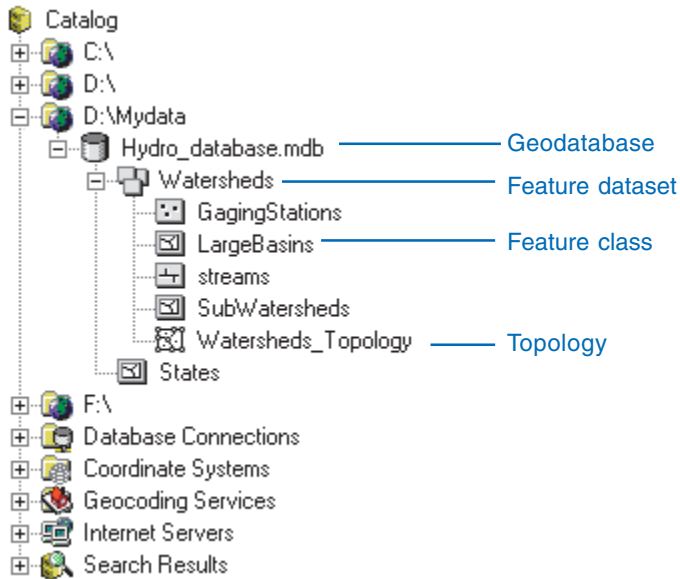 Catalog
C:\
D:\
D:\Mydata
Hydro_database.mdb Geodatabase
Watersheds Feature dataset
GagingStations
LargeBasins Feature class
streams
SubWatersheds
Watersheds_Topology Topology
States
F:\
Database Connections
Coordinate Systems
Geocoding Services
Internet Servers
Search Results